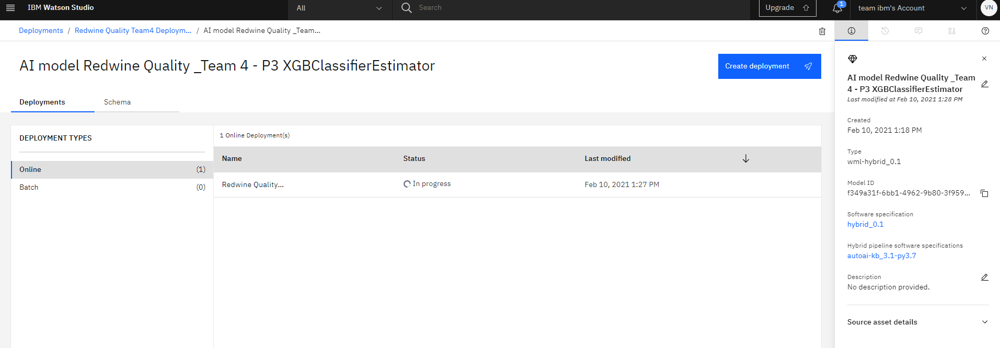 IBM Watson Studio
All
Search
Upgrade
1
team ibm's Account
VN
Deployments / Redwine Quality Team4 Deploym... / AI model Redwine Quality _Team...
AI model Redwine Quality _Team 4 - P3 XGBClassifierEstimator
Create deployment
Deployments
Schema
DEPLOYMENT TYPES
Online (1)
Batch (0)
1 Online Deployment(s)
Name Status Last modified
Redwine Quality... In progress Feb 10, 2021 1:27 PM
AI model Redwine Quality _Team
4 - P3 XGBClassifierEstimator
Last modified at Feb 10, 2021 1:28 PM
Created
Feb 10, 2021 1:18 PM
Type
wml-hybrid_0.1
Model ID
f349a31f-6bb1-4962-9b80-3f959...
Software specification
hybrid_0.1
Hybrid pipeline software specifications
autoai-kb_3.1-py3.7
Description
No description provided.
Source asset details